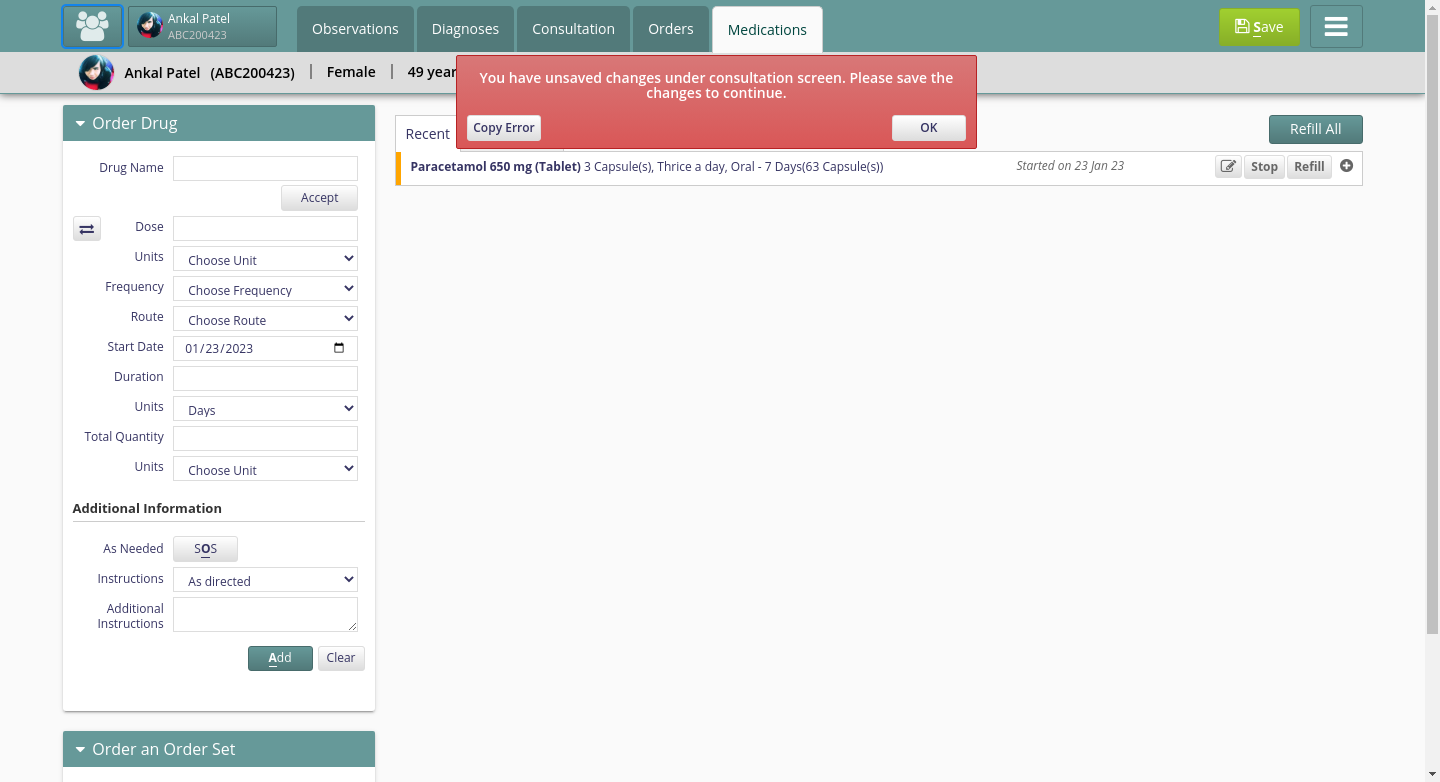 Ankal Patel
ABC200423
Observations
Diagnoses
Consultation
Orders
Medications
Save
Ankal Patel (ABC200423) | Female | 49 year
You have unsaved changes under consultation screen. Please save the
changes to continue.
Copy Error
OK
Order Drug
Drug Name
Accept
Dose
Units
Choose Unit
Frequency
Choose Frequency
Route
Choose Route
Start Date
01/23/2023
Duration
Units
Days
Total Quantity
Units
Choose Unit
Additional Information
As Needed
SOS
Instructions
As directed
Additional
Instructions
Add
Clear
Order an Order Set
Recent
Refill All
Paracetamol 650 mg (Tablet) 3 Capsule(s), Thrice a day, Oral - 7 Days(63 Capsule(s))
Started on 23 Jan 23
Stop
Refill